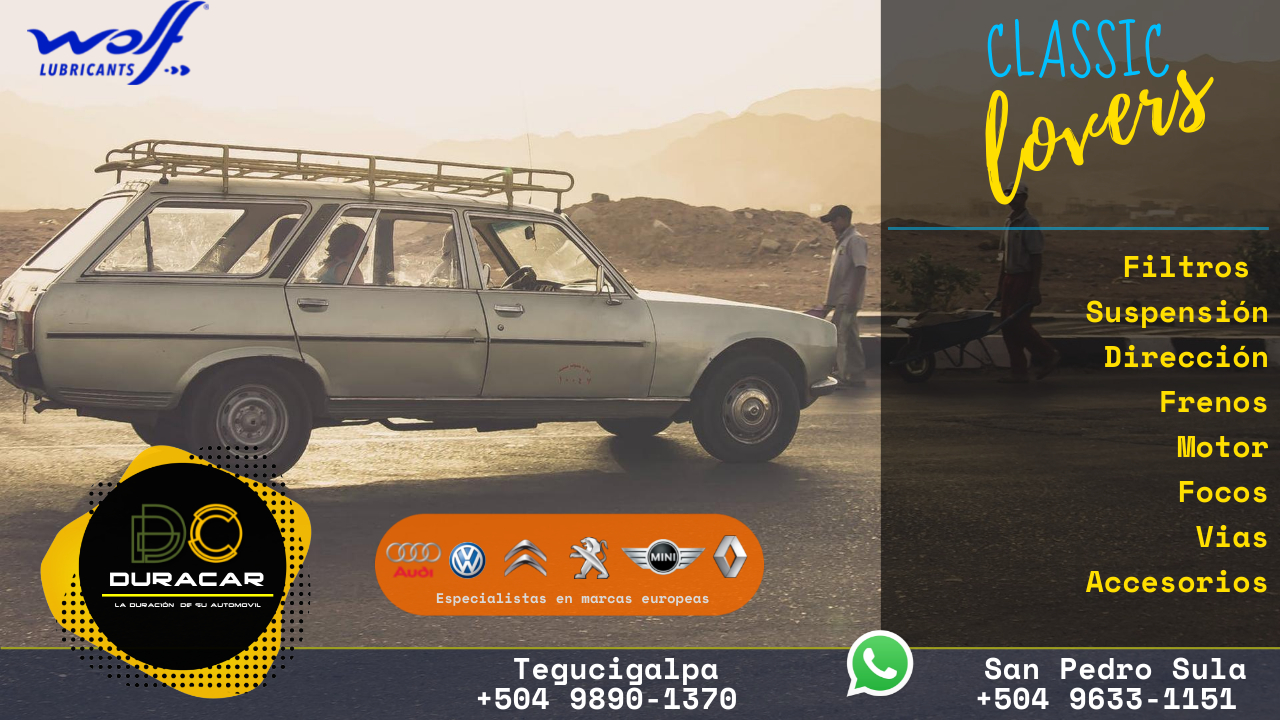 wolf
LUBRICANTS
CLASSIC
lovers
Filtros
Suspensión
Dirección
Frenos
Motor
Focos
Vias
Accesorios
DC
DURACAR
LA DURACIÓN DE SU AUTOMOVIL
Audi
MINI
Especialistas en marcas europeas
Tegucigalpa
+504 9890-1370
San Pedro Sula
+504 9633-1151